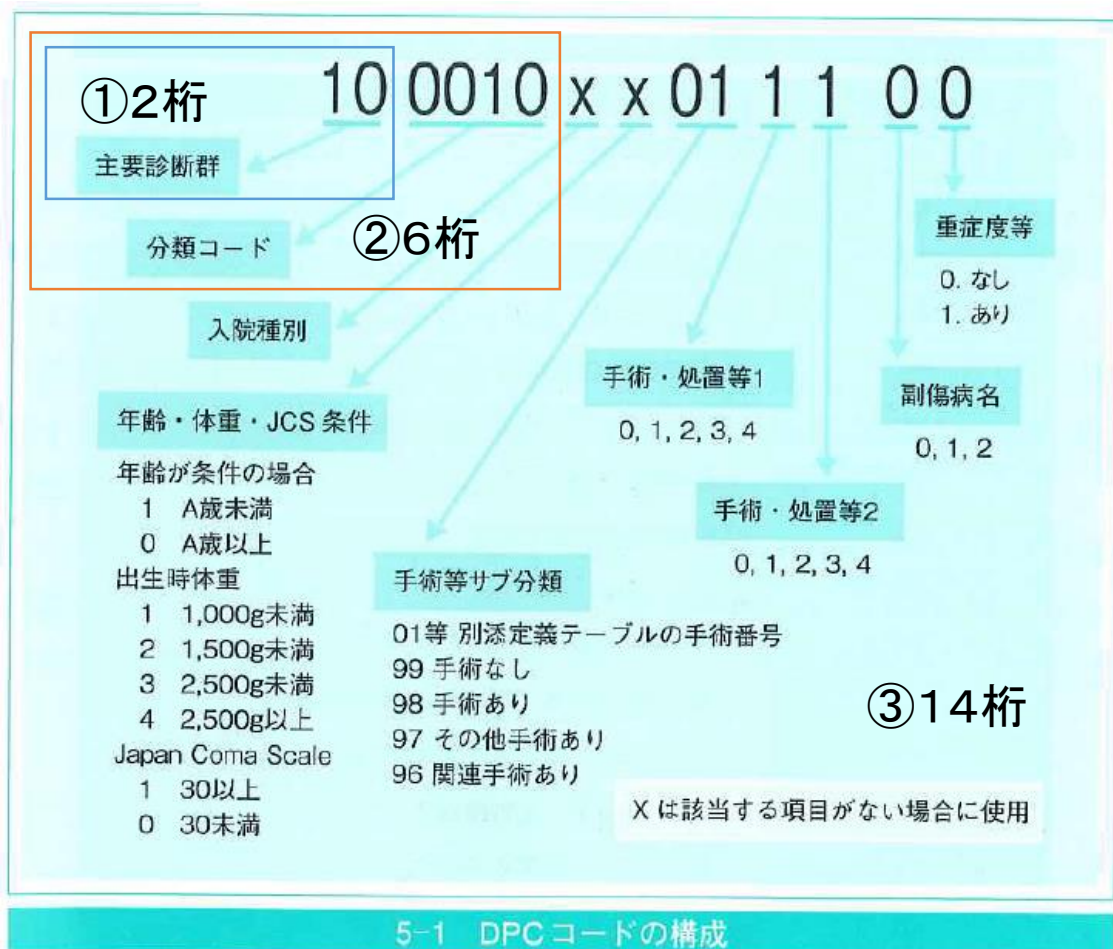 ①2桁
10 0010 x x 01 1 1 0 0
主要診断群
分類コード
②6桁
入院種別
年齢・体重・JCS 条件
年齢が条件の場合
1 A歳未満
0 A歳以上
出生時体重
1 1,000g未満
2 1,500g未満
3 2,500g未満
4 2,500g以上
Japan Coma Scale
1 30以上
0 30未満
手術等サブ分類
01等 別添定義テーブルの手術番号
99 手術なし
98 手術あり
97 その他手術あり
96 関連手術あり
手術・処置等1
0, 1, 2, 3, 4
手術・処置等2
0, 1, 2, 3, 4
副傷病名
0, 1, 2
重症度等
0. なし
1. あり
③14桁
X は該当する項目がない場合に使用
5-1 DPC コードの構成